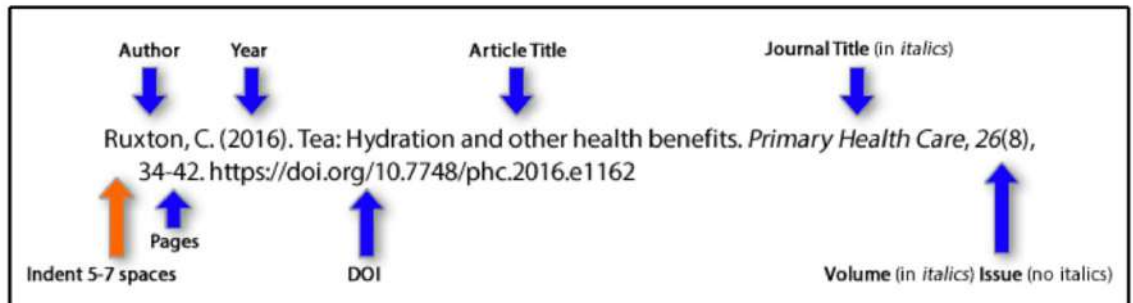 Author Year Article Title Journal Title (in italics)
Ruxton, C. (2016). Tea: Hydration and other health benefits. Primary Health Care, 26(8),
34-42. https://doi.org/10.7748/phc.2016.e1162
Pages
Indent 5-7 spaces DOI Volume (in italics) Issue (no italics)